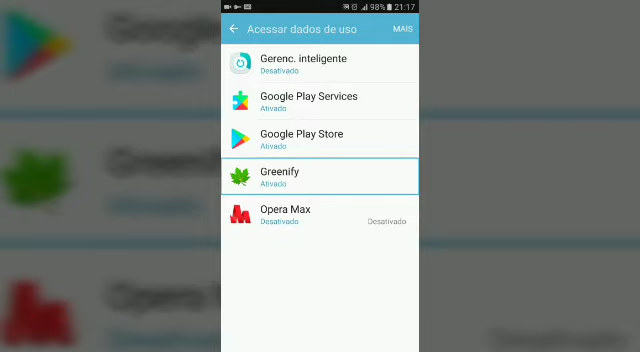 98% 21:17
Acessar dados de uso MAIS
Gerenc. inteligente
Desativado
Google Play Services
Ativado
Google Play Store
Ativado
Greenify
Ativado
Opera Max
Desativado Desativado